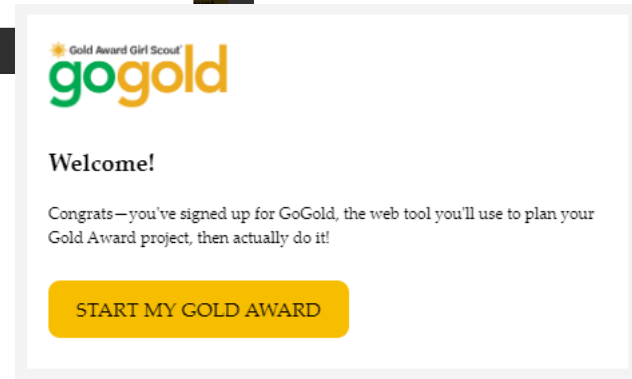 Gold Award Girl Scout
gogold
Welcome!
Congrats—you've signed up for GoGold, the web tool you'll use to plan your
Gold Award project, then actually do it!
START MY GOLD AWARD